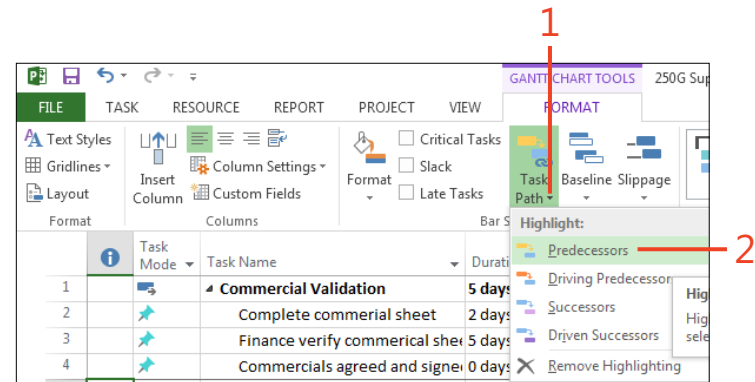 1
GANTT CHART TOOLS 250G Sup
FILE TASK RESOURCE REPORT PROJECT VIEW FORMAT
Text Styles
Gridlines
Layout
Format
Insert
Column
Column Settings
Custom Fields
Columns
Format
Critical Tasks
Slack
Late Tasks
Bar S
Task
Path
Baseline
Slippage
Highlight:
Predecessors
2
Driving Predecessor
Successors
Driven Successors
Remove Highlighting
Hig
Hig
sele
Task
Mode
Task Name
Durati
1 Commercial Validation 5 days
2 Complete commerial sheet 2 days
3 Finance verify commerical shee 5 days
4 Commercials agreed and signe 0 days